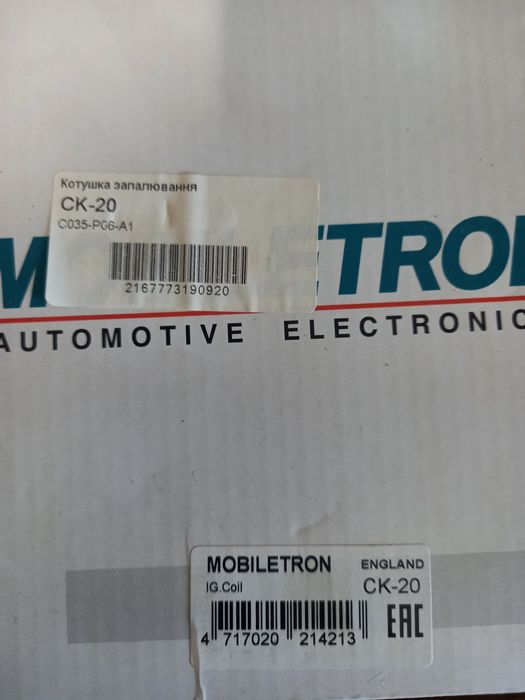 Котушка запалювання
CK-20
C035-P06-A1
2167773190920
AUTOMOTIVE ELECTRONIC
MOBILETRON ENGLAND
IG.Coil CK-20
4 717020 214213 EAC